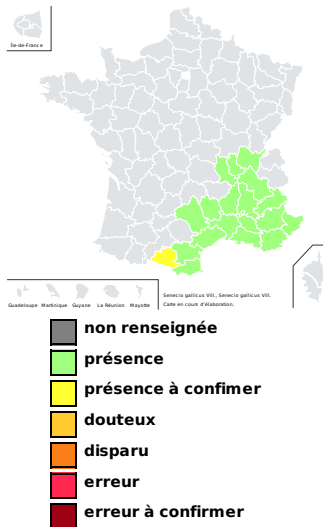 Île-de-France
Guadeloupe Martinique Guyane La Réunion Mayotte
Senecio gallicus Vill., Senecio gallicus Vill.
Carte en cours d'élaboration.
non renseignée
présence
présence à confimer
douteux
disparu
erreur
erreur à confirmer